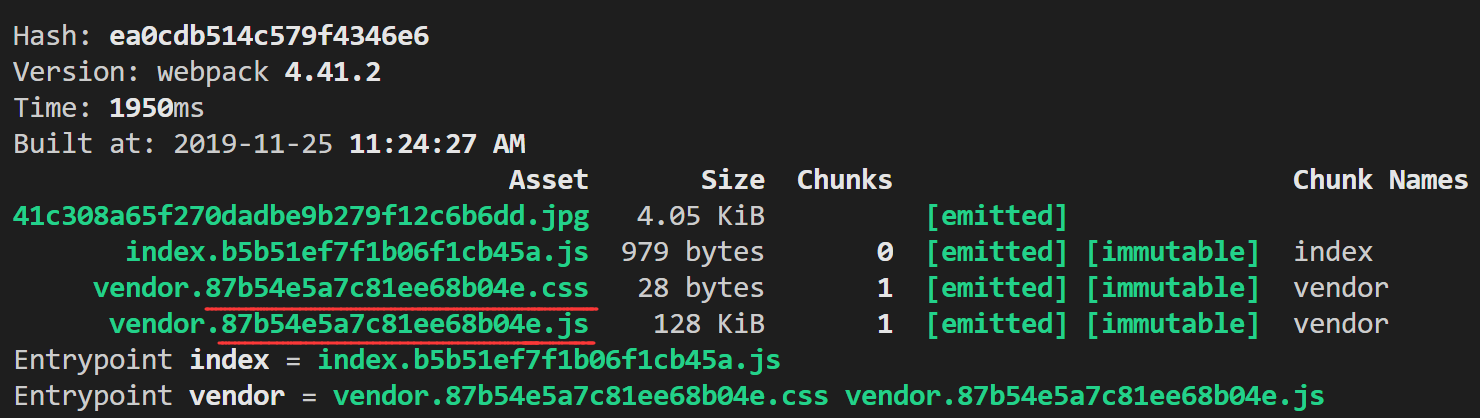 Hash: ea0cdb514c579f4346e6
Version: webpack 4.41.2
Time: 1950ms
Built at: 2019-11-25 11:24:27 AM
Asset Size Chunks Chunk Names
41c308a65f270dadbe9b279f12c6b6dd.jpg 4.05 KiB [emitted]
index.b5b51ef7f1b06f1cb45a.js 979 bytes 0 [emitted] [immutable] index
vendor.87b54e5a7c81ee68b04e.css 28 bytes 1 [emitted] [immutable] vendor
vendor.87b54e5a7c81ee68b04e.js 128 KiB 1 [emitted] [immutable] vendor
Entrypoint index = index.b5b51ef7f1b06f1cb45a.js
Entrypoint vendor = vendor.87b54e5a7c81ee68b04e.css vendor.87b54e5a7c81ee68b04e.js